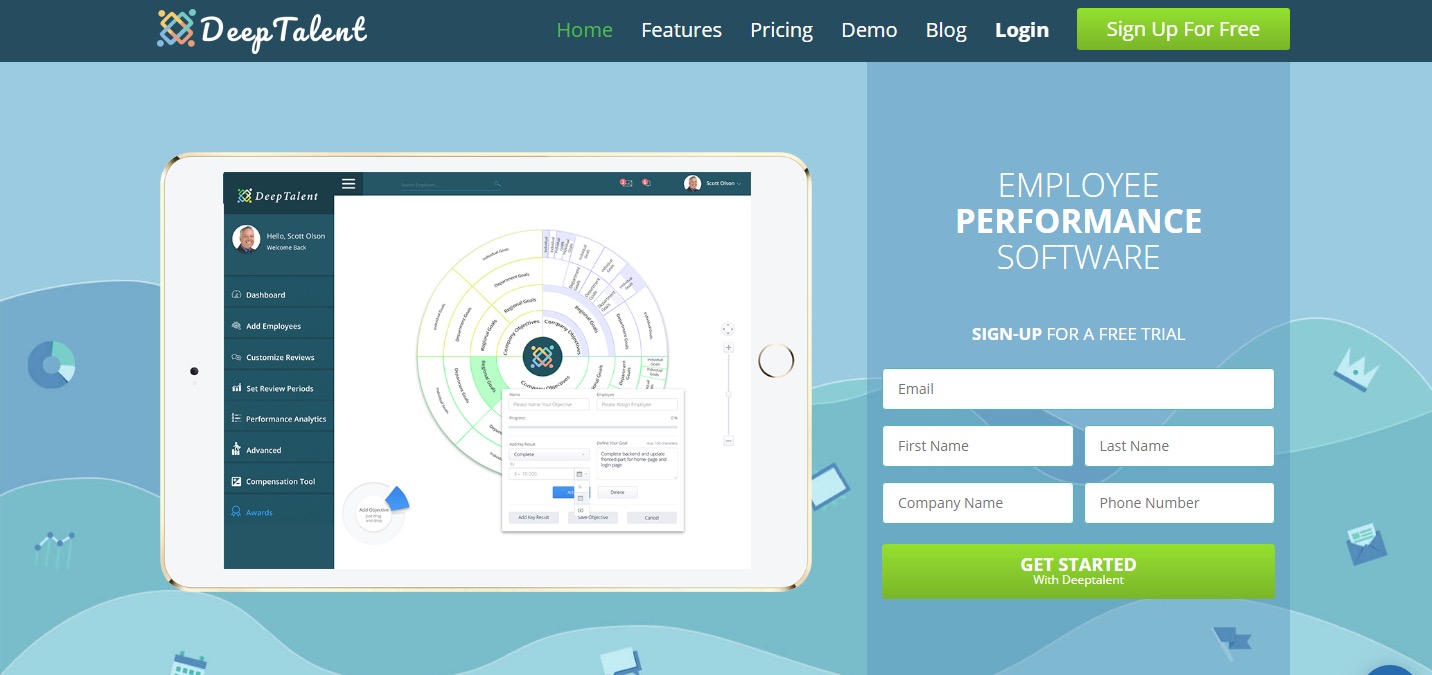 DeepTalent
Home Features Pricing Demo Blog Login Sign Up For Free
DeepTalent
Scott Olson
Hello, Scott Olson
Welcome Back
Dashboard
Add Employees
Customize Reviews
Set Review Periods
Performance Analytics
Advanced
Compensation Tool
Awards
Individual Goals
Department Goals
Regional Goals
Company Objectives
Company Objectives
Regional Goals
Department Goals
Individual Goals
Add Objective
just drag
and drop
Name Employee
Please Name Your Objective Please Assign Employee
Progress: 0%
Add Key Result Define Your Goal
Complete
Complete backend and update
fronted part for home-page and
login page
Delete
Add Key Result Save Objective Cancel
EMPLOYEE
PERFORMANCE
SOFTWARE
SIGN-UP FOR A FREE TRIAL
Email
First Name Last Name
Company Name Phone Number
GET STARTED
With Deeptalent